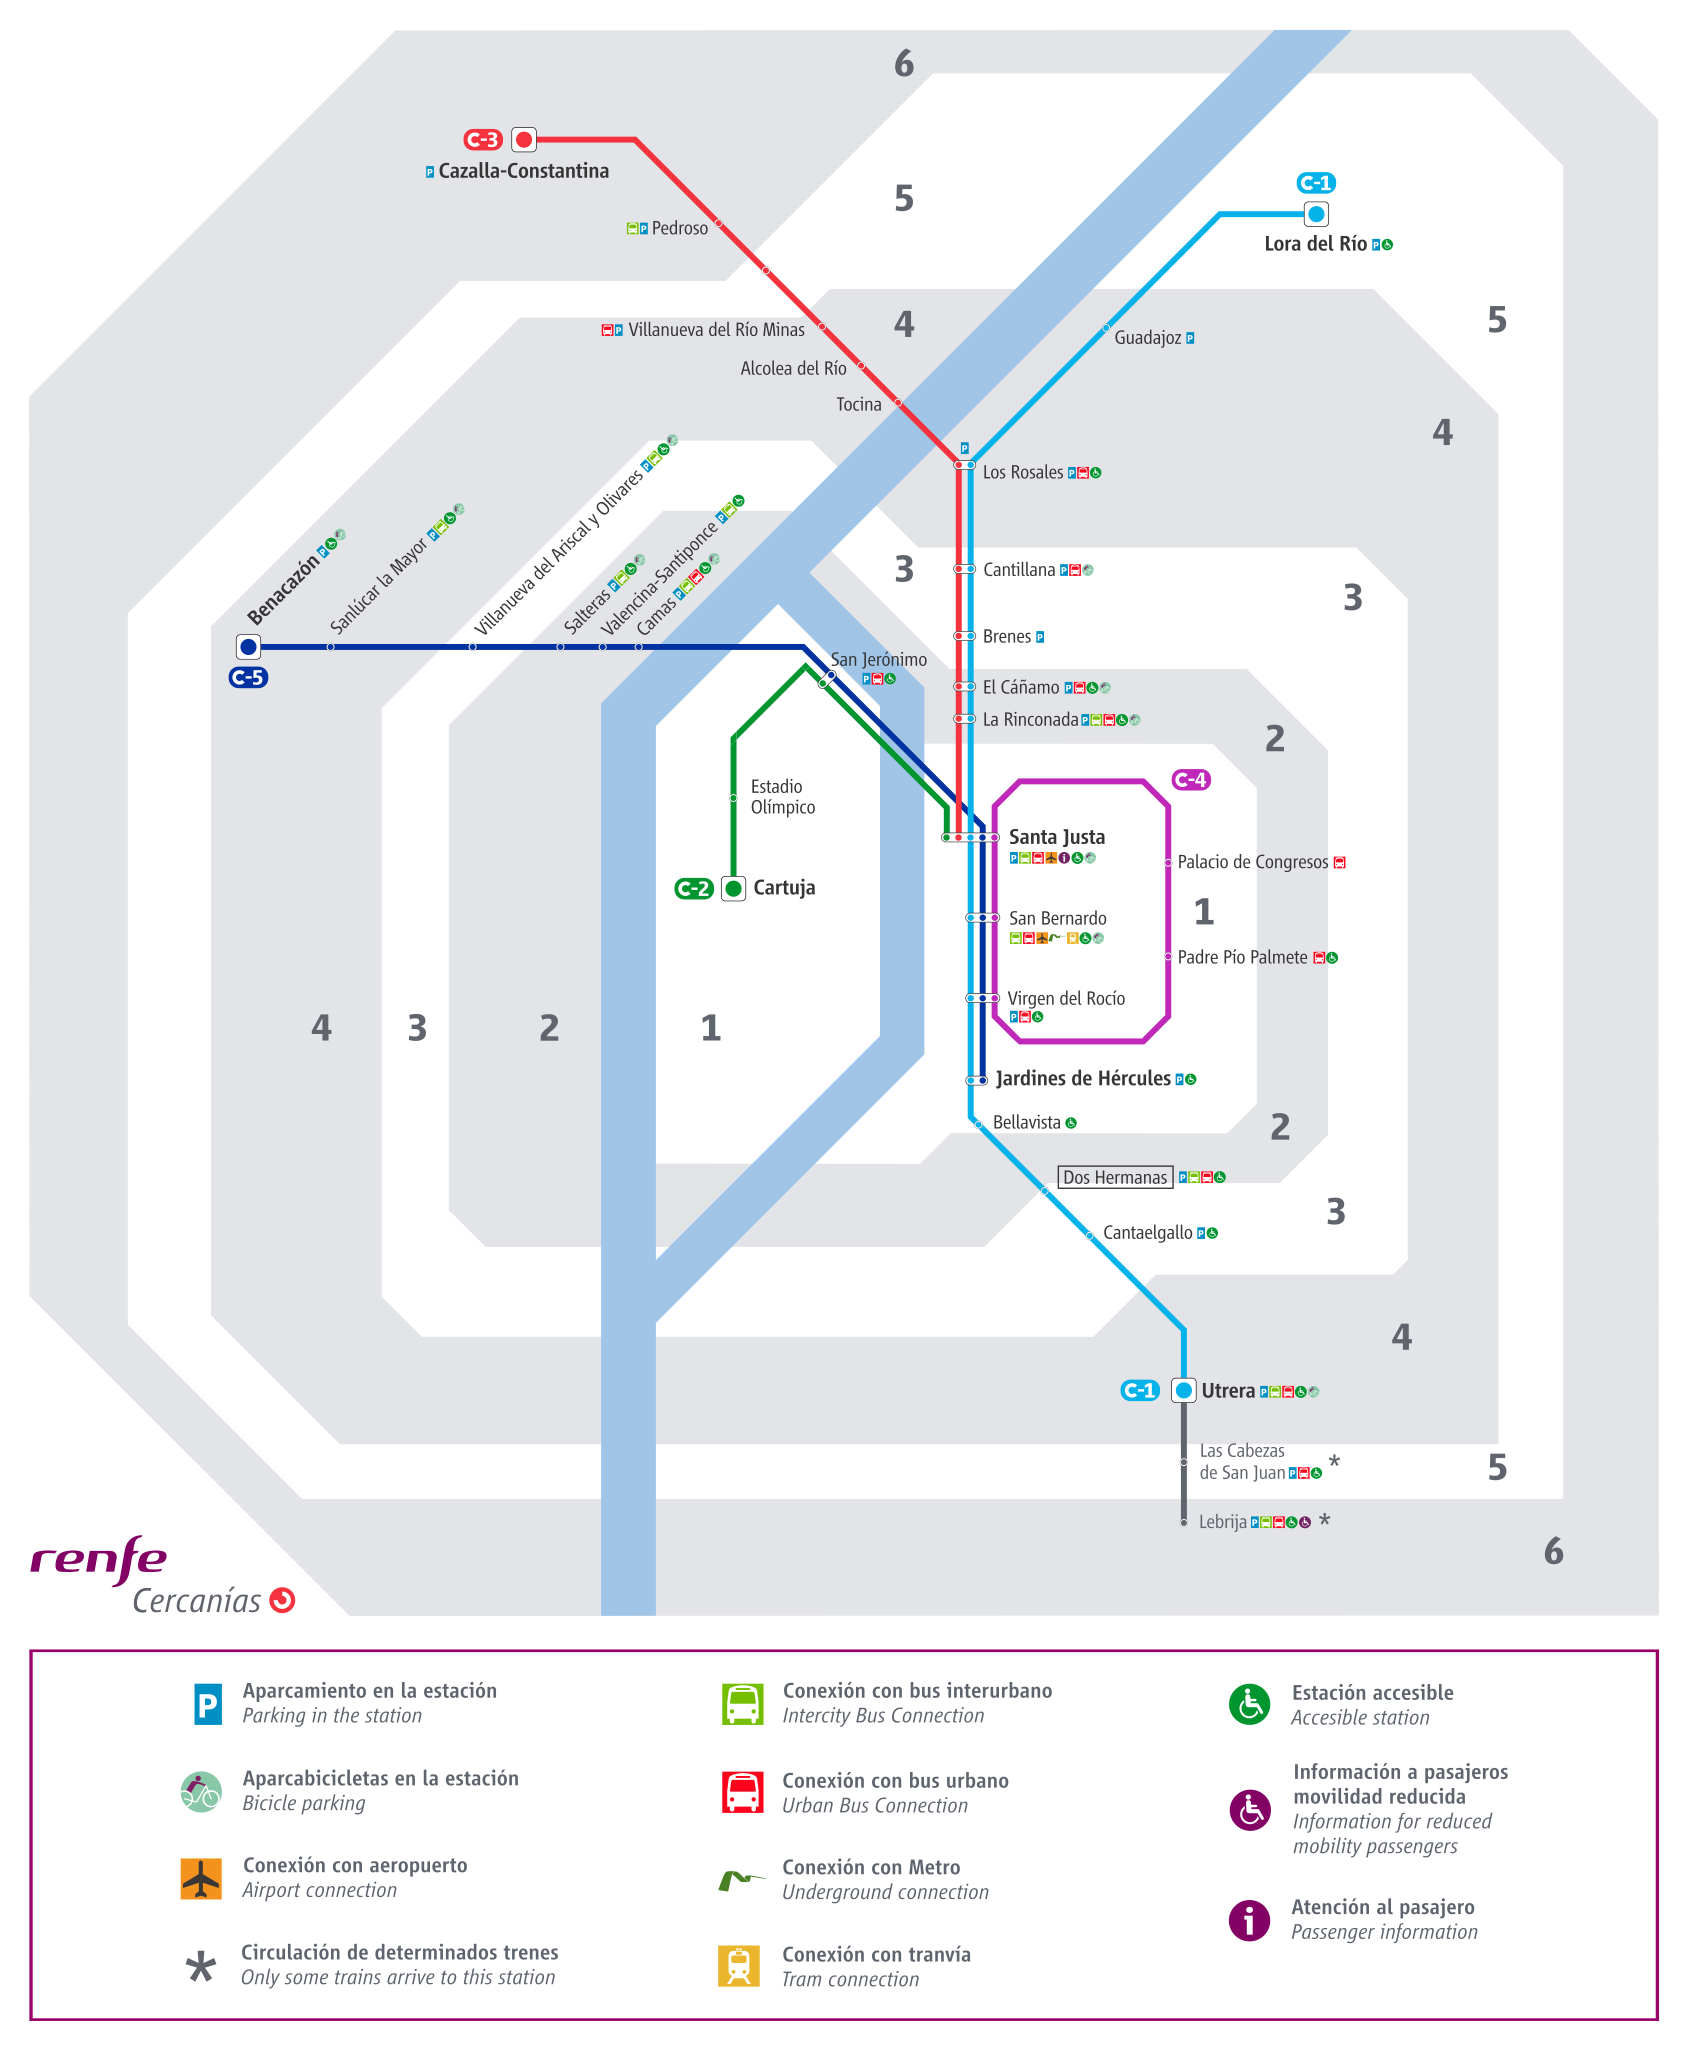 6
C-3
Cazalla-Constantina
C-1
5
Pedroso
Lora del Río
4
5
Villanueva del Río Minas
Guadajoz
Alcolea del Río
Tocina
4
Los Rosales
Villanueva del Ariscal y Olivares
Sanlúcar la Mayor
Benacazón
C-5
Salteras
Valencina-Santiponce
Camas
3
Cantillana
3
Brenes
San Jerónimo
El Cáñamo
La Rinconada
2
C-4
Estadio
Olímpico
Santa Justa
Palacio de Congresos
C-2
Cartuja
San Bernardo
1
Padre Pío Palmete
Virgen del Rocío
4
3
2
1
Jardines de Hércules
Bellavista
2
Dos Hermanas
3
Cantaelgallo
4
C-1
Utrera
Las Cabezas
de San Juan *
5
Lebrija *
6
renfe
Cercanías
P
Aparcamiento en la estación
Parking in the station
Aparcabicicletas en la estación
Bicicle parking
Conexión con aeropuerto
Airport connection
*
Circulación de determinados trenes
Only some trains arrive to this station
Conexión con bus interurbano
Intercity Bus Connection
Conexión con bus urbano
Urban Bus Connection
Conexión con Metro
Underground connection
Conexión con tranvía
Tram connection
Estación accesible
Accesible station
Información a pasajeros
movilidad reducida
Information for reduced
mobility passengers
i
Atención al pasajero
Passenger information